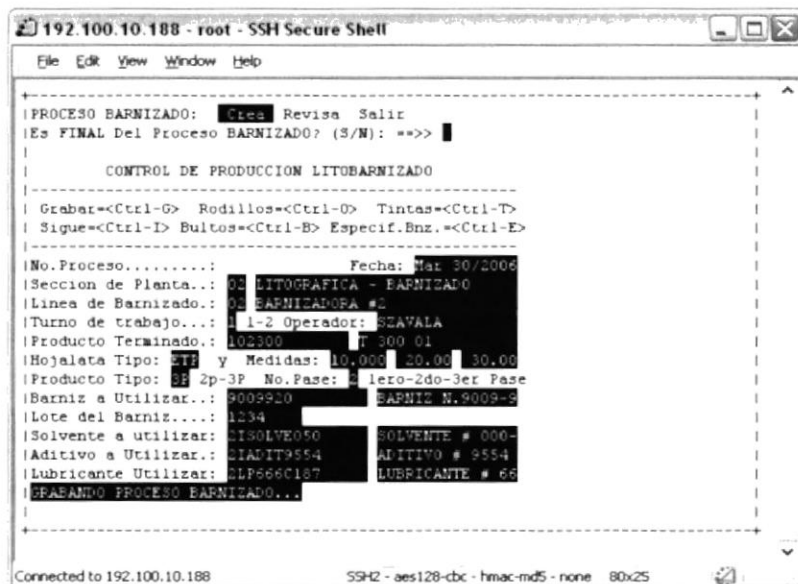 192.100.10.188 - root - SSH Secure Shell
File Edit View Window Help
PROCESO BARNIZADO: Crea Revisa Salir
Es FINAL Del Proceso BARNIZADO? (S/N): ==>>
CONTROL DE PRODUCCION LITOBARNIZADO
Grabar=<Ctrl-G> Rodillos=<Ctrl-O> Tintas=<Ctrl-T>
Sigue=<Ctrl-I> Bultos=<Ctrl-B> Especif.Bnz.=<Ctrl-E>
No.Proceso.........: Fecha: Mar 30/2006
Seccion de Planta..: 02 LITOGRAFICA - BARNIZADO
Linea de Barnizado.: 02 BARNIZADORA #2
Turno de trabajo...: 1 1-2 Operador: SZAVALA
Producto Terminado.: 102300 T 300 01
Hojalata Tipo: ETP y Medidas: 10.000 20.00 30.00
Producto Tipo: 3P 2p-3P No.Pase: 2 1ero-2do-3er Pase
Barniz a Utilizar..: 9009920 BARNIZ N.9009-9
Lote del Barniz....: 1234
Solvente a utilizar: 2ISOLVE050 SOLVENTE # 000-
Aditivo a Utilizar.: 2IADIT9554 ADITIVO # 9554
Lubricante Utilizar: 2LP666C187 LUBRICANTE # 66
GRABANDO PROCESO BARNIZADO...
Connected to 192.100.10.188 SSH2 - aes128-cbc - hmac-md5 - none 80x25